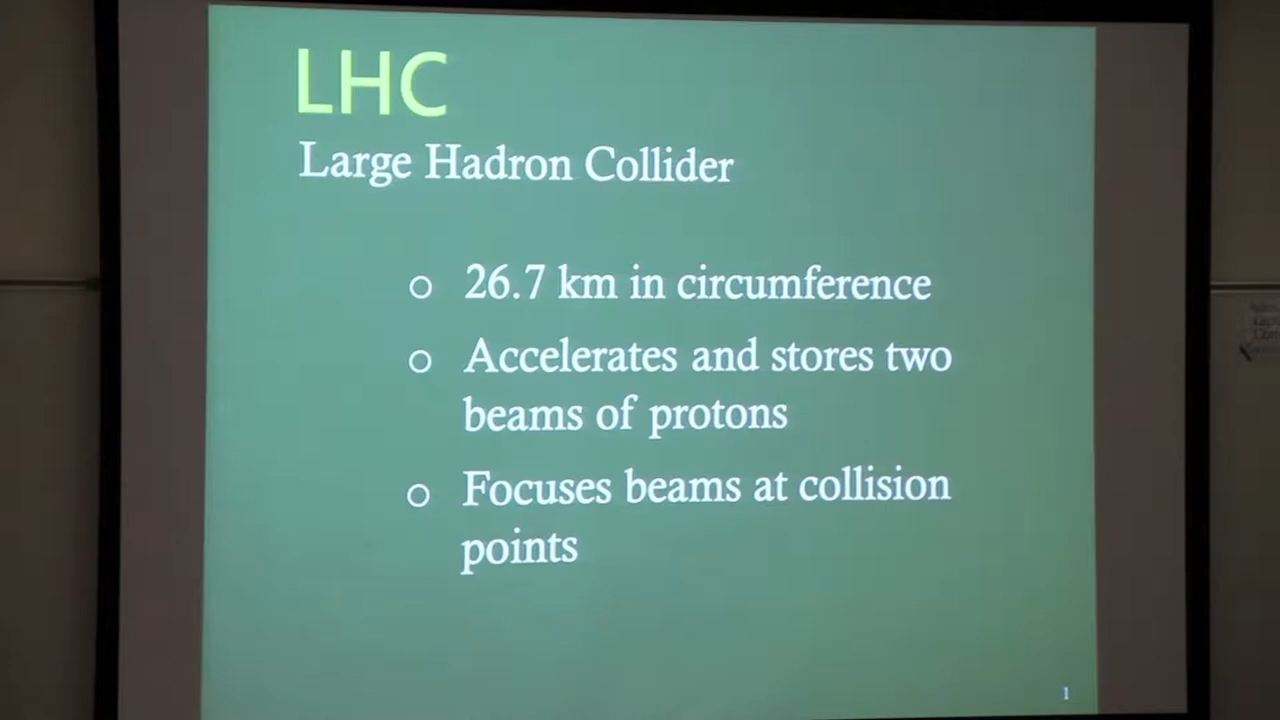 LHC
Large Hadron Collider
26.7 km in circumference
Accelerates and stores two
beams of protons
Focuses beams at collision
points
1